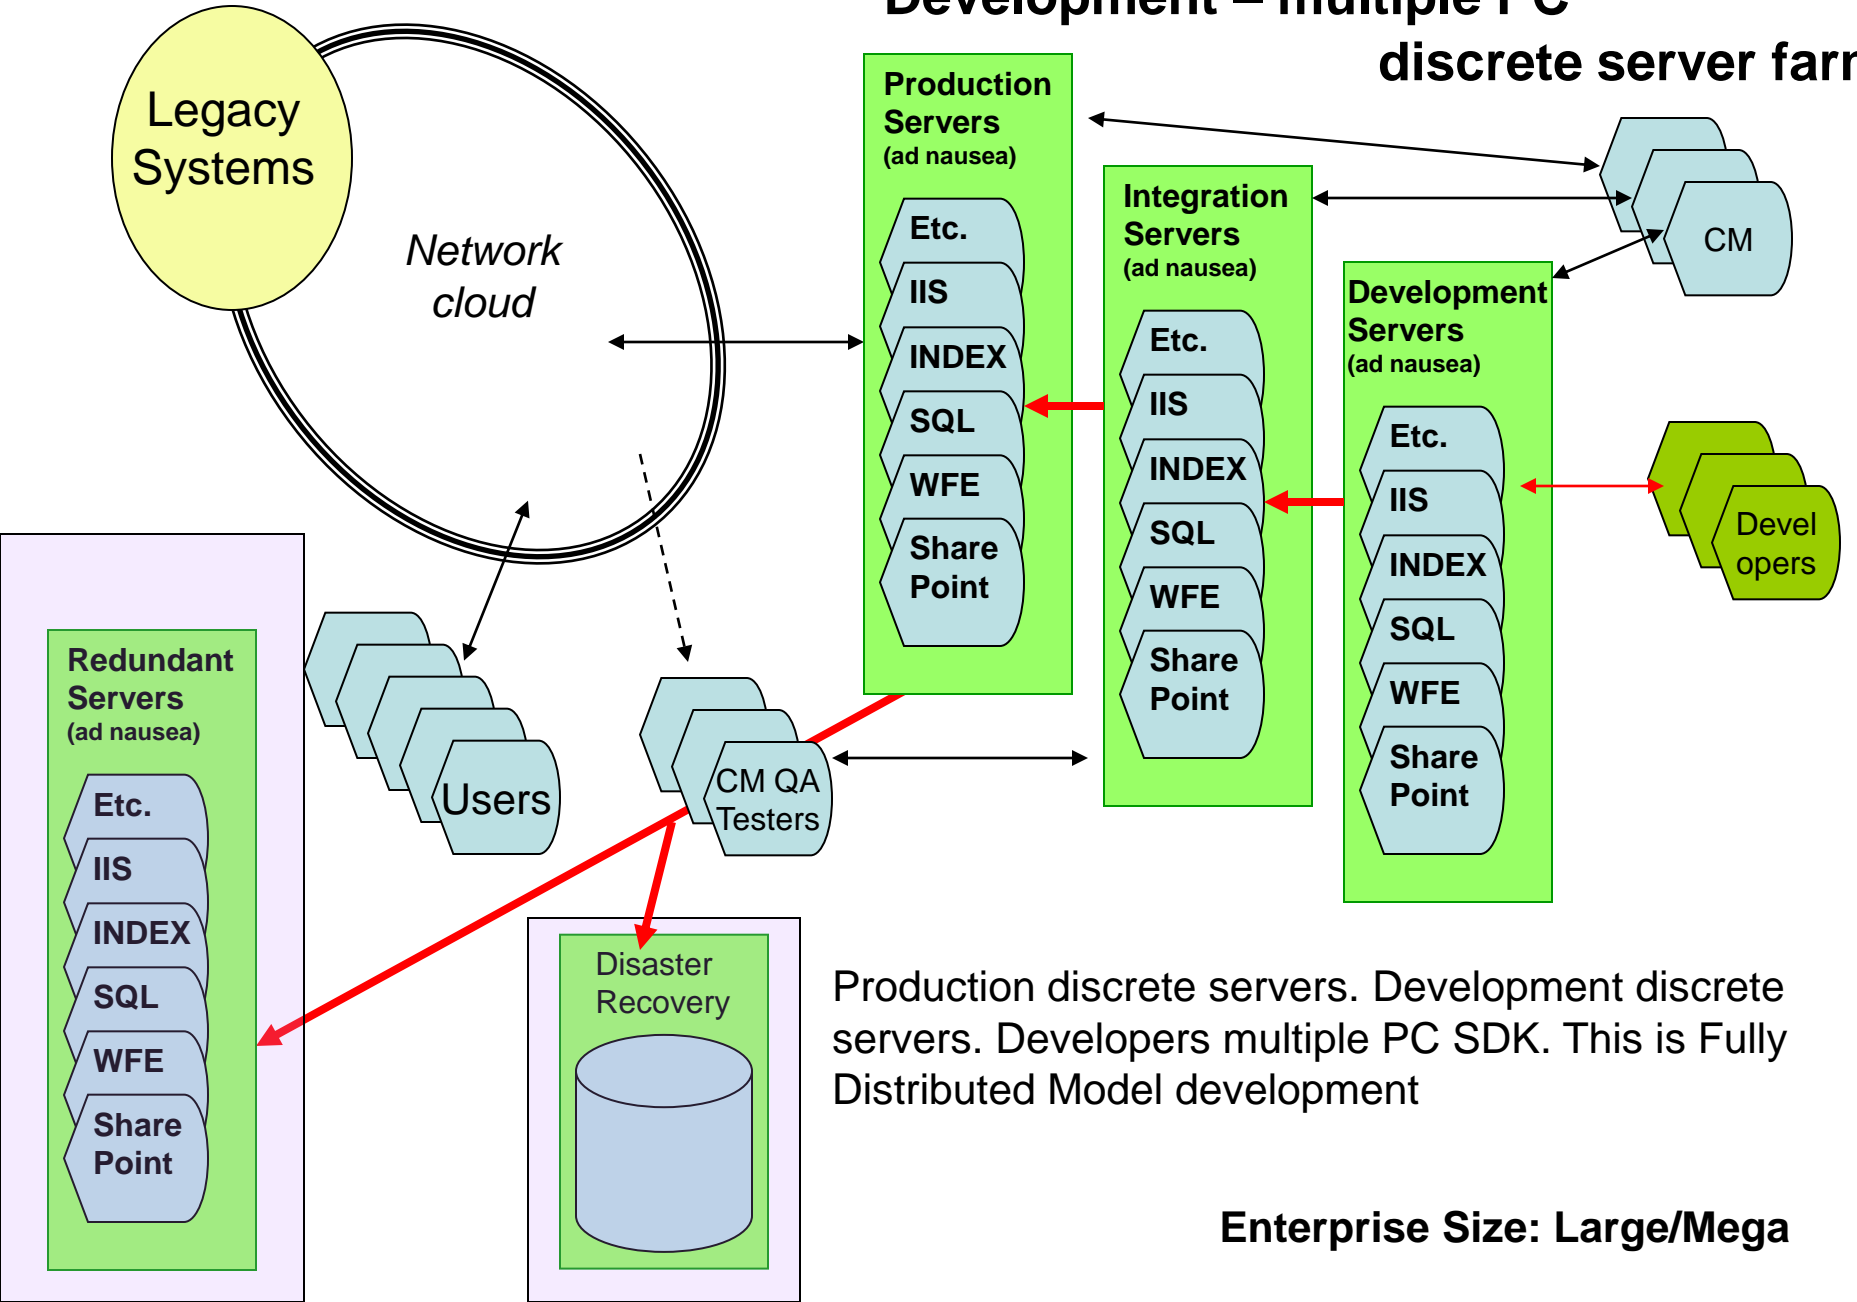 Development – multiple PC
discrete server farm
Legacy
Systems
Network
cloud
Production
Servers
(ad nausea)
Etc.
IIS
INDEX
SQL
WFE
Share
Point
Integration
Servers
(ad nausea)
Etc.
IIS
INDEX
SQL
WFE
Share
Point
Development
Servers
(ad nausea)
Etc.
IIS
INDEX
SQL
WFE
Share
Point
CM
Devel
opers
Redundant
Servers
(ad nausea)
Etc.
IIS
INDEX
SQL
WFE
Share
Point
Users
CM QA
Testers
Disaster
Recovery
Production discrete servers. Development discrete
servers. Developers multiple PC SDK. This is Fully
Distributed Model development
Enterprise Size: Large/Mega